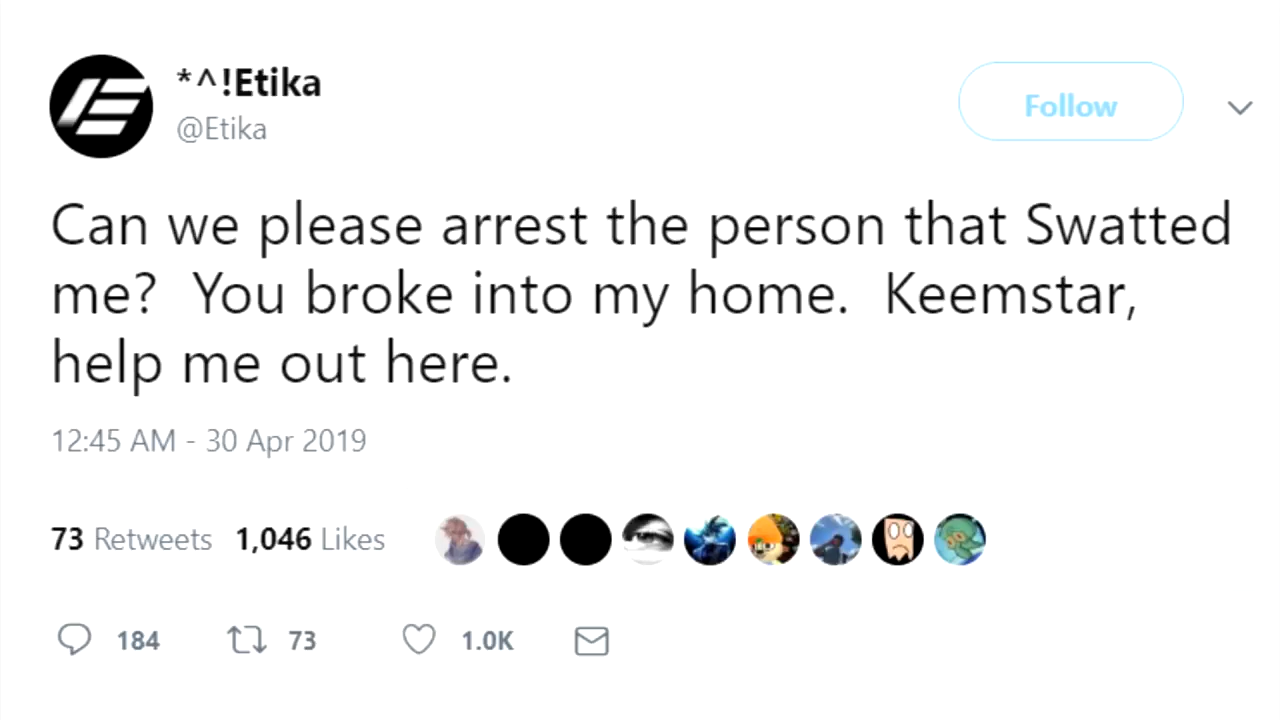 *^!Etika
@Etika
Follow
Can we please arrest the person that Swatted
me?  You broke into my home.  Keemstar,
help me out here.
12:45 AM - 30 Apr 2019
73 Retweets 1,046 Likes
184 73 1.0K